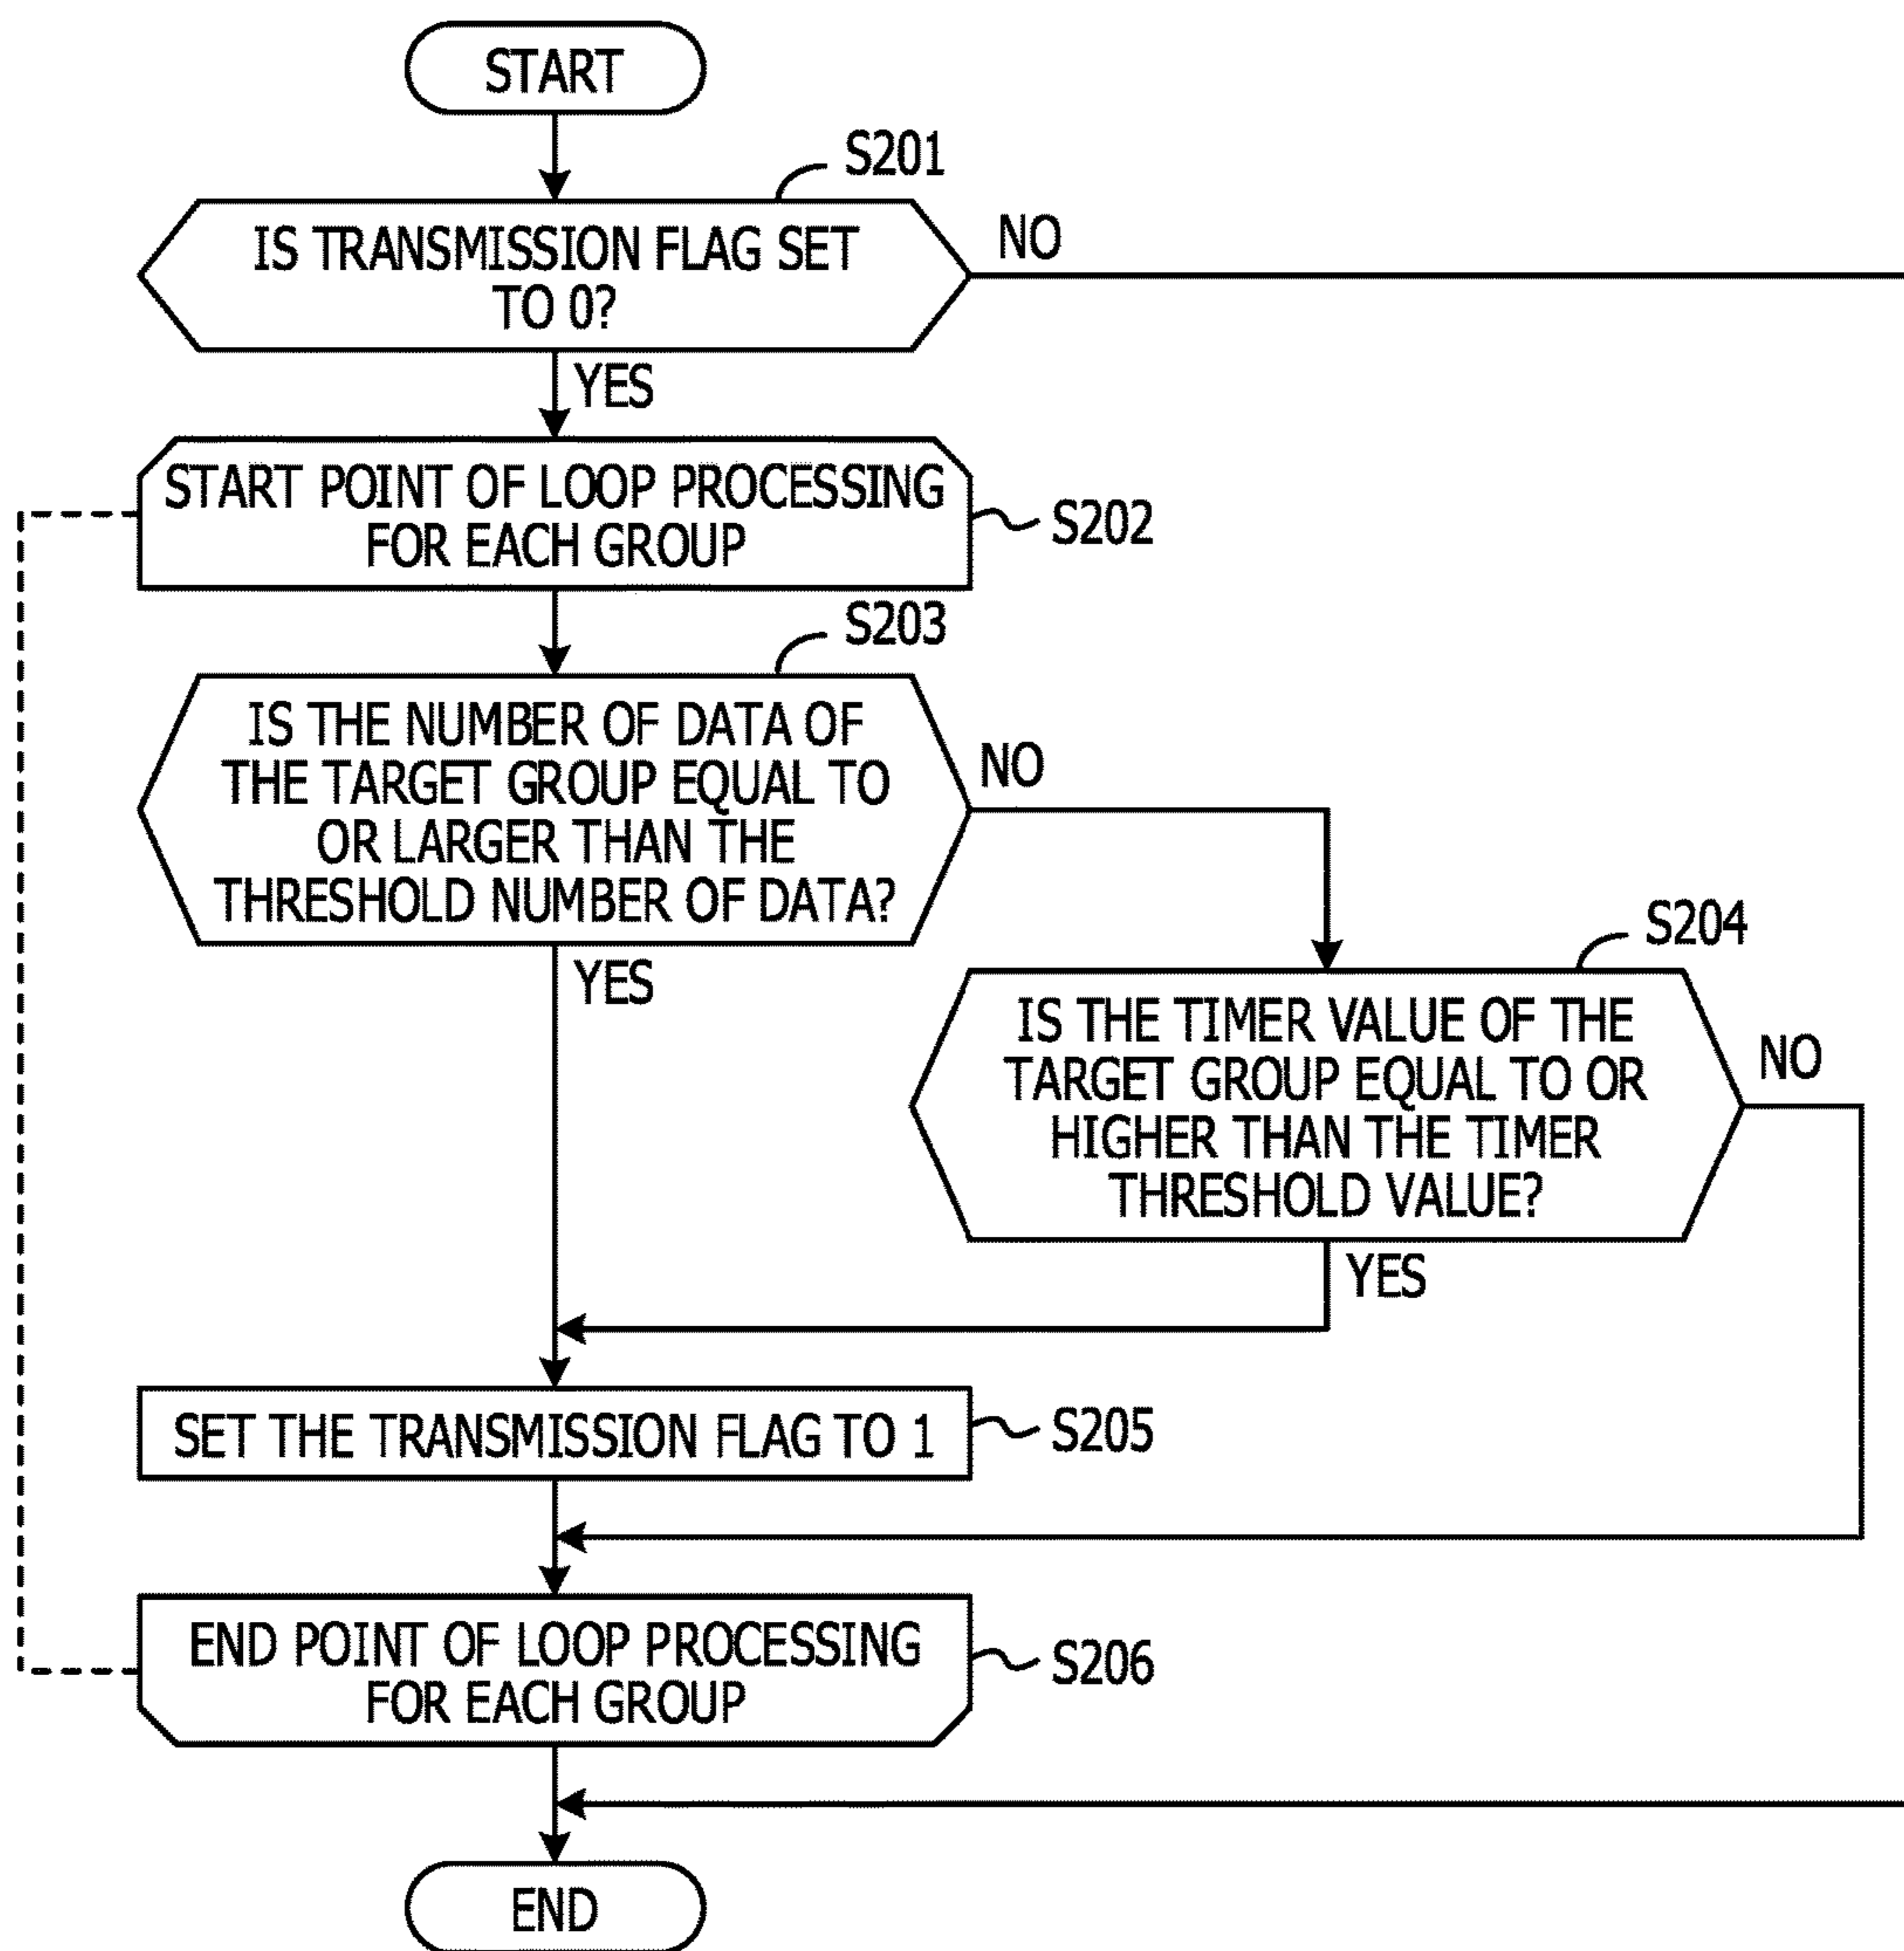 START
S201
IS TRANSMISSION FLAG SET
TO 0?
NO
YES
START POINT OF LOOP PROCESSING
FOR EACH GROUP
S202
S203
IS THE NUMBER OF DATA OF
THE TARGET GROUP EQUAL TO
OR LARGER THAN THE
THRESHOLD NUMBER OF DATA?
NO
YES
S204
IS THE TIMER VALUE OF THE
TARGET GROUP EQUAL TO OR
HIGHER THAN THE TIMER
THRESHOLD VALUE?
NO
YES
SET THE TRANSMISSION FLAG TO 1
S205
END POINT OF LOOP PROCESSING
FOR EACH GROUP
S206
END